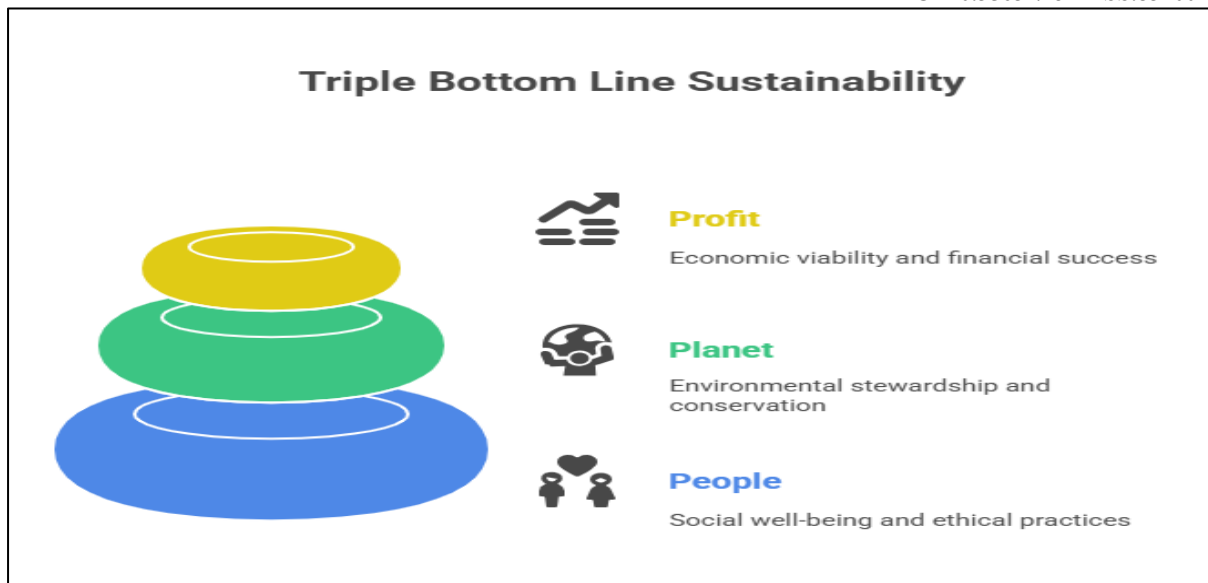 Triple Bottom Line Sustainability
Profit
Economic viability and financial success
Planet
Environmental stewardship and
conservation
People
Social well-being and ethical practices